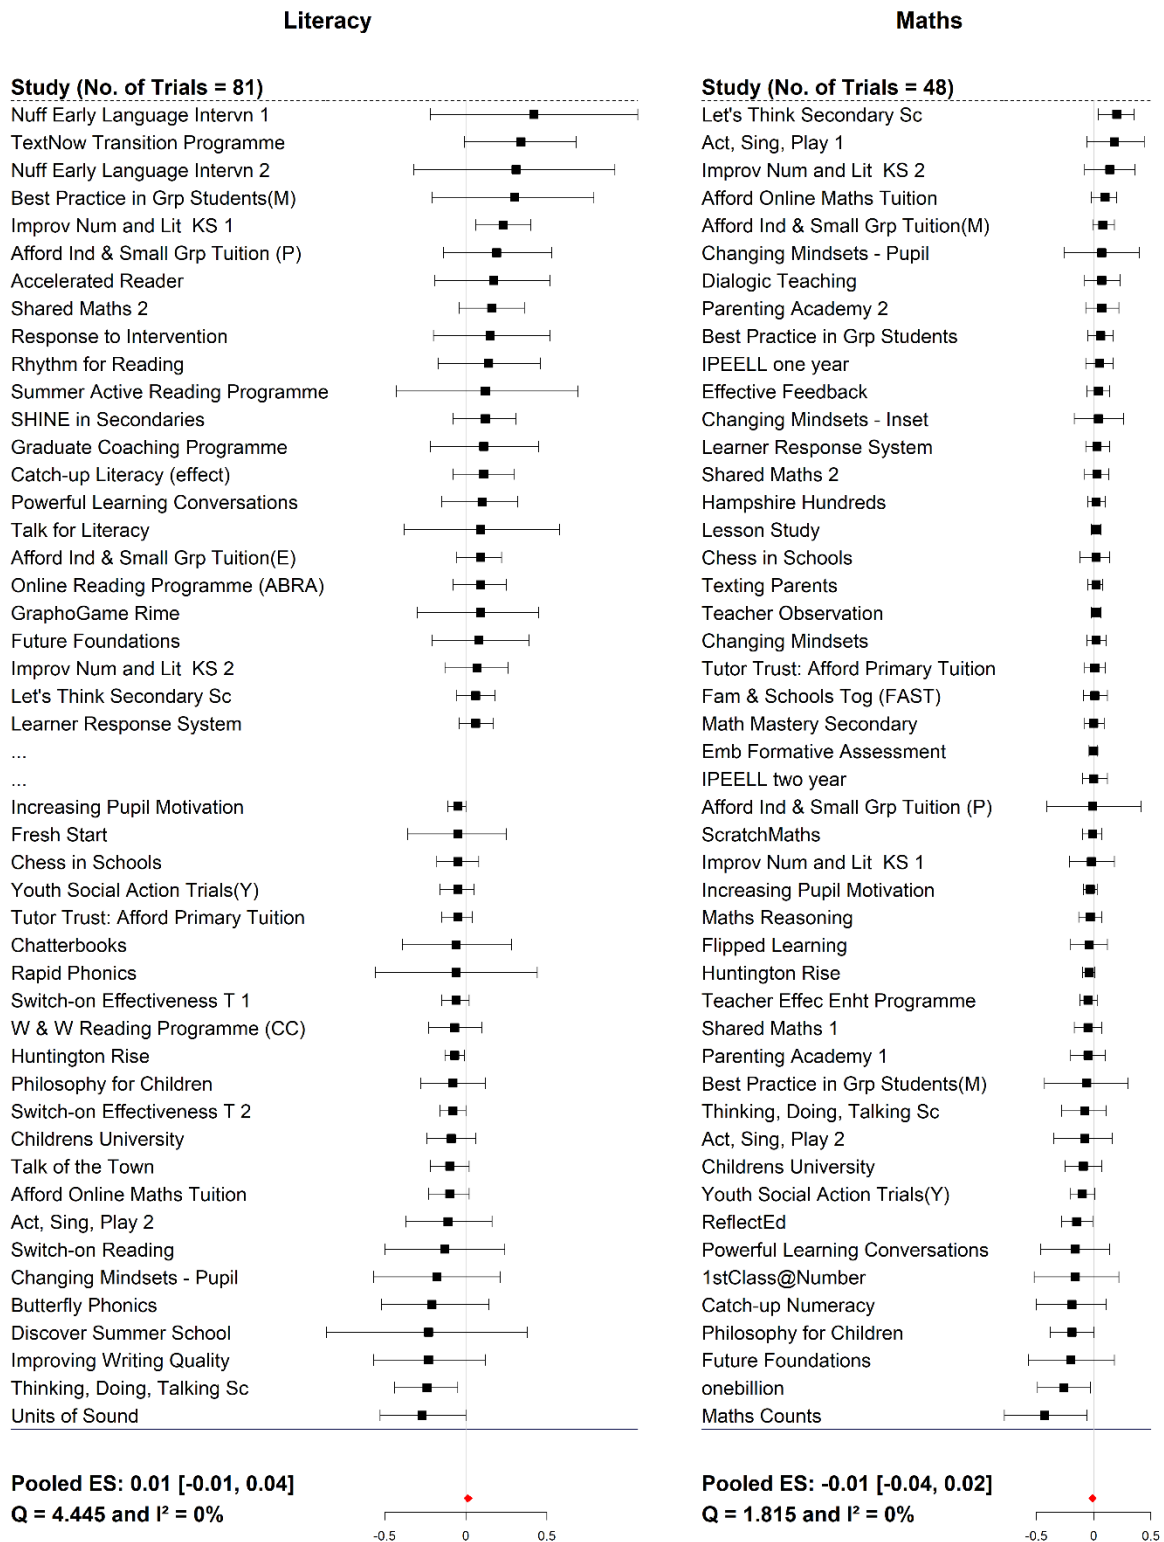 Literacy
Study (No. of Trials = 81)
Nuff Early Language Intervn 1
TextNow Transition Programme
Nuff Early Language Intervn 2
Best Practice in Grp Students(M)
Improv Num and Lit  KS 1
Afford Ind & Small Grp Tuition (P)
Accelerated Reader
Shared Maths 2
Response to Intervention
Rhythm for Reading
Summer Active Reading Programme
SHINE in Secondaries
Graduate Coaching Programme
Catch-up Literacy (effect)
Powerful Learning Conversations
Talk for Literacy
Afford Ind & Small Grp Tuition(E)
Online Reading Programme (ABRA)
GraphoGame Rime
Future Foundations
Improv Num and Lit  KS 2
Let's Think Secondary Sc
Learner Response System
...
...
Increasing Pupil Motivation
Fresh Start
Chess in Schools
Youth Social Action Trials(Y)
Tutor Trust: Afford Primary Tuition
Chatterbooks
Rapid Phonics
Switch-on Effectiveness T 1
W & W Reading Programme (CC)
Huntington Rise
Philosophy for Children
Switch-on Effectiveness T 2
Childrens University
Talk of the Town
Afford Online Maths Tuition
Act, Sing, Play 2
Switch-on Reading
Changing Mindsets - Pupil
Butterfly Phonics
Discover Summer School
Improving Writing Quality
Thinking, Doing, Talking Sc
Units of Sound
Pooled ES: 0.01 [-0.01, 0.04]
Q = 4.445 and I² = 0%
-0.5 0 0.5
Maths
Study (No. of Trials = 48)
Let's Think Secondary Sc
Act, Sing, Play 1
Improv Num and Lit  KS 2
Afford Online Maths Tuition
Afford Ind & Small Grp Tuition(M)
Changing Mindsets - Pupil
Dialogic Teaching
Parenting Academy 2
Best Practice in Grp Students
IPEELL one year
Effective Feedback
Changing Mindsets - Inset
Learner Response System
Shared Maths 2
Hampshire Hundreds
Lesson Study
Chess in Schools
Texting Parents
Teacher Observation
Changing Mindsets
Tutor Trust: Afford Primary Tuition
Fam & Schools Tog (FAST)
Math Mastery Secondary
Emb Formative Assessment
IPEELL two year
Afford Ind & Small Grp Tuition (P)
ScratchMaths
Improv Num and Lit  KS 1
Increasing Pupil Motivation
Maths Reasoning
Flipped Learning
Huntington Rise
Teacher Effec Enht Programme
Shared Maths 1
Parenting Academy 1
Best Practice in Grp Students(M)
Thinking, Doing, Talking Sc
Act, Sing, Play 2
Childrens University
Youth Social Action Trials(Y)
ReflectEd
Powerful Learning Conversations
1stClass@Number
Catch-up Numeracy
Philosophy for Children
Future Foundations
onebillion
Maths Counts
Pooled ES: -0.01 [-0.04, 0.02]
Q = 1.815 and I² = 0%
-0.5 0 0.5